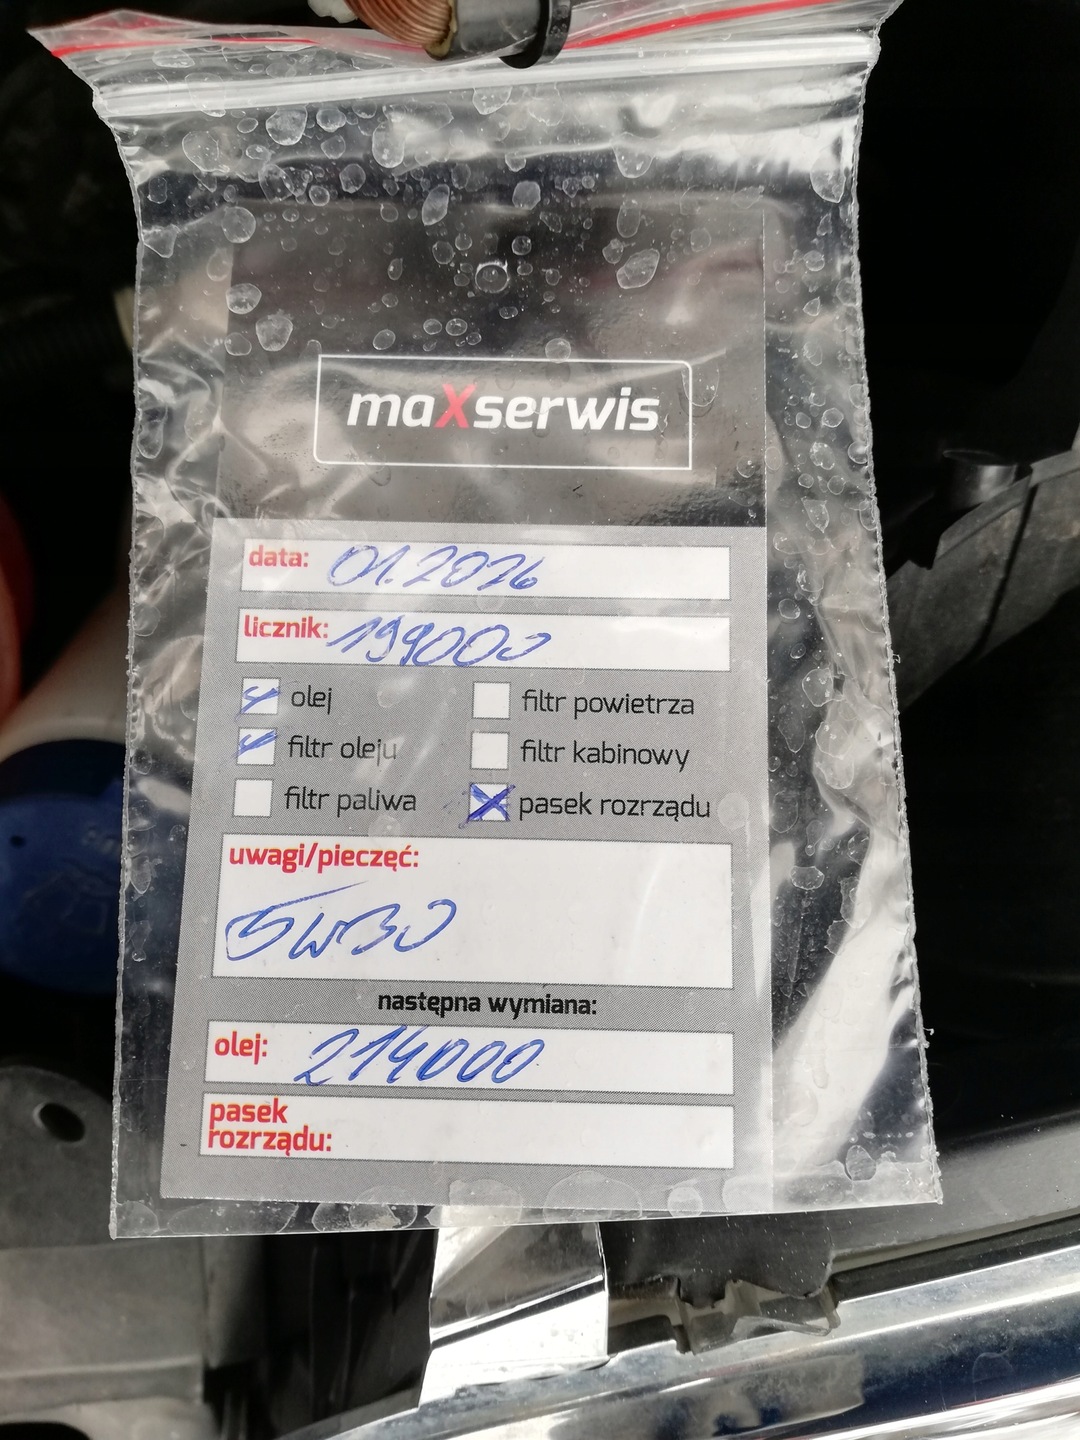 maXserwis
data: 01.2026
licznik: 199000
olej filtr powietrza
filtr oleju filtr kabinowy
filtr paliwa pasek rozrządu
uwagi/pieczęć:
5W30
następna wymiana:
olej: 214000
pasek
rozrządu: